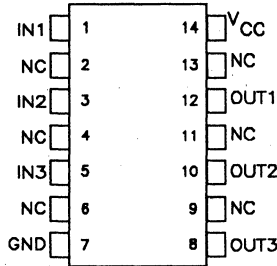 IN1 1 14 VCC
NC 2 13 NC
IN2 3 12 OUT1
NC 4 11 NC
IN3 5 10 OUT2
NC 6 9 NC
GND 7 8 OUT3